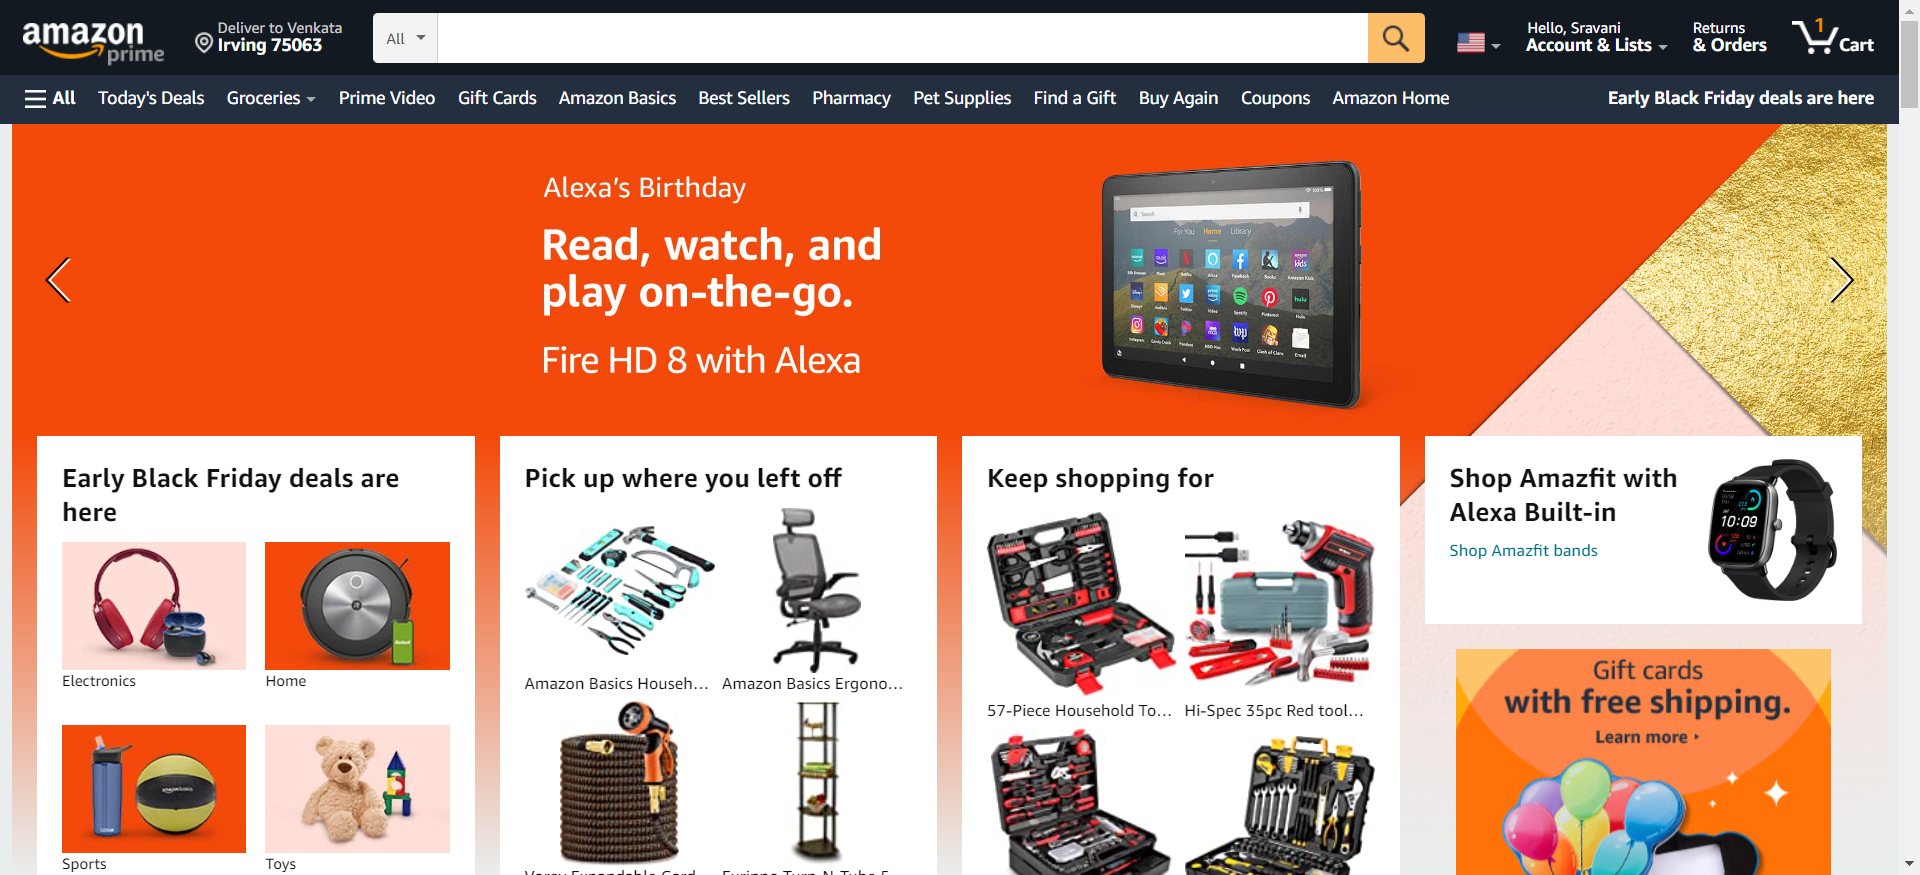 amazon
prime
Deliver to Venkata
Irving 75063
All
Hello, Sravani
Account & Lists
Returns
& Orders
1
Cart
All
Today's Deals
Groceries
Prime Video
Gift Cards
Amazon Basics
Best Sellers
Pharmacy
Pet Supplies
Find a Gift
Buy Again
Coupons
Amazon Home
Early Black Friday deals are here
Alexa's Birthday
Read, watch, and
play on-the-go.
Fire HD 8 with Alexa
Search
For You Home Library
Early Black Friday deals are
here
Electronics
Home
Sports
Toys
Pick up where you left off
Amazon Basics Househ...
Amazon Basics Ergono...
Keep shopping for
57-Piece Household To...
Hi-Spec 35pc Red tool...
Shop Amazfit with
Alexa Built-in
Shop Amazfit bands
10:09
Gift cards
with free shipping.
Learn more